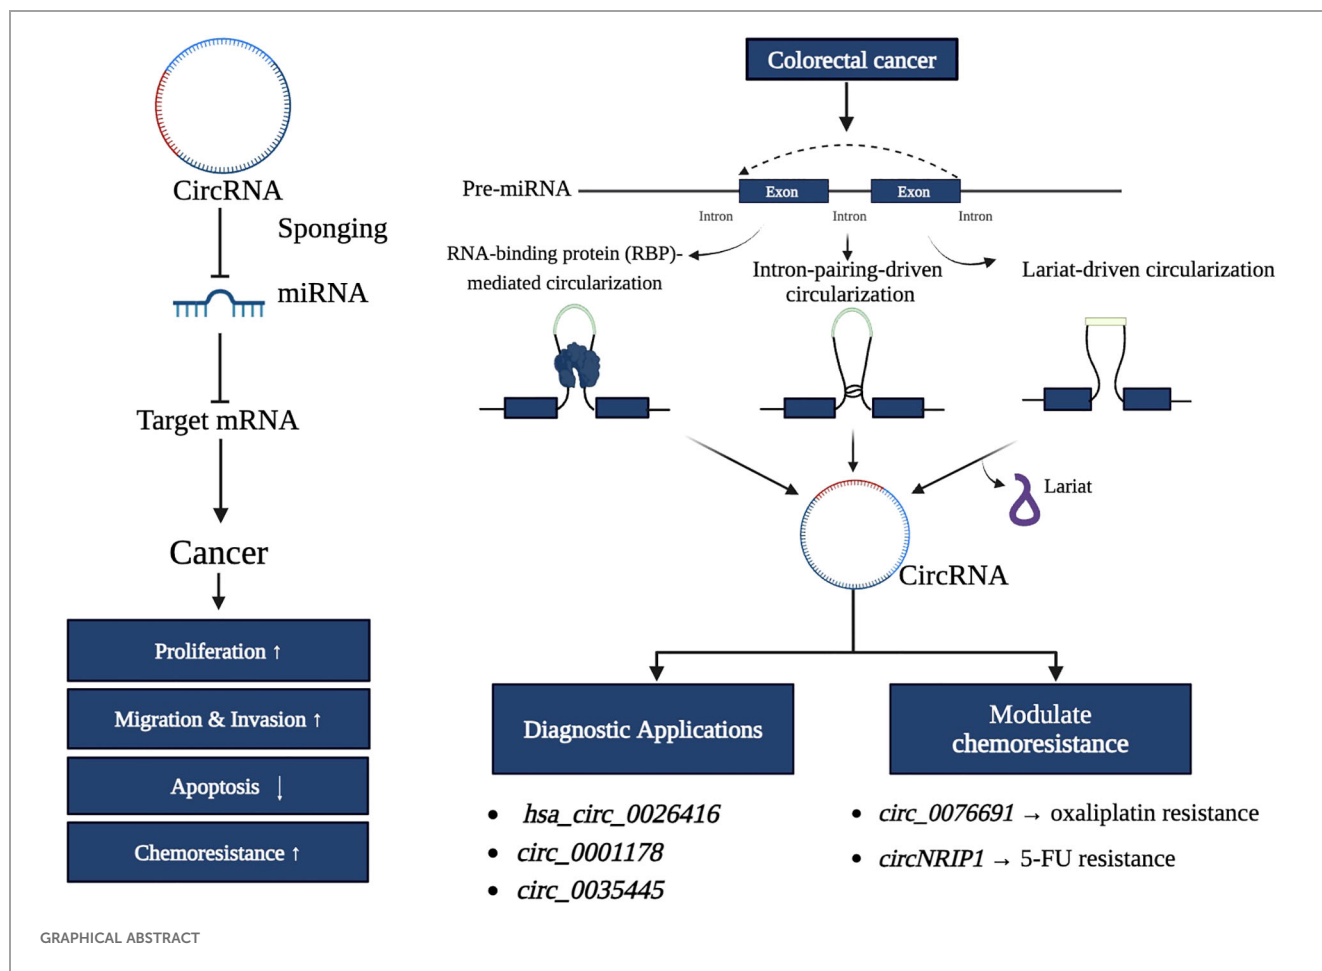 CircRNA
Sponging
miRNA
Target mRNA
Cancer
Proliferation ↑
Migration & Invasion ↑
Apoptosis ↓
Chemoresistance ↑
Colorectal cancer
Pre-miRNA
Exon
Exon
Intron
Intron
Intron
RNA-binding protein (RBP)-
mediated circularization
Intron-pairing-driven
circularization
Lariat-driven circularization
Lariat
CircRNA
Diagnostic Applications
• hsa_circ_0026416
• circ_0001178
• circ_0035445
Modulate
chemoresistance
• circ_0076691 → oxaliplatin resistance
• circNRIP1 → 5-FU resistance
GRAPHICAL ABSTRACT